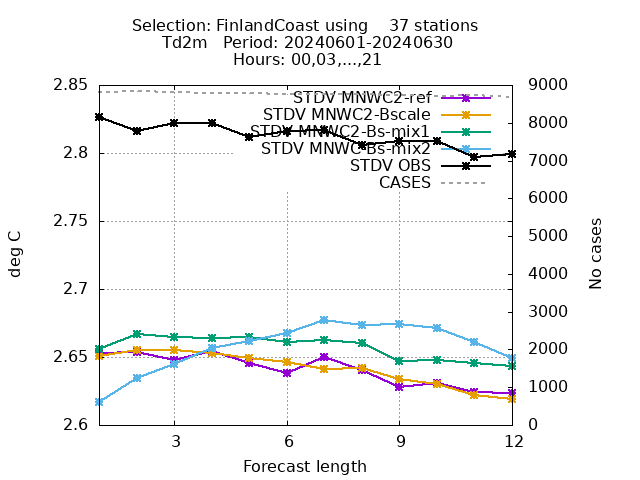 Selection: FinlandCoast using 37 stations
Td2m Period: 20240601-20240630
Hours: 00,03,...,21
2.85
2.8
2.75
2.7
2.65
2.6
9000
8000
7000
6000
5000
4000
3000
2000
1000
0
STDV MNWC2-ref
STDV MNWC2-Bscale
STDV MNWC2-Bs-mix1
STDV MNWC-Bs-mix2
STDV OBS
CASES
deg C
No cases
3
6
9
12
Forecast length